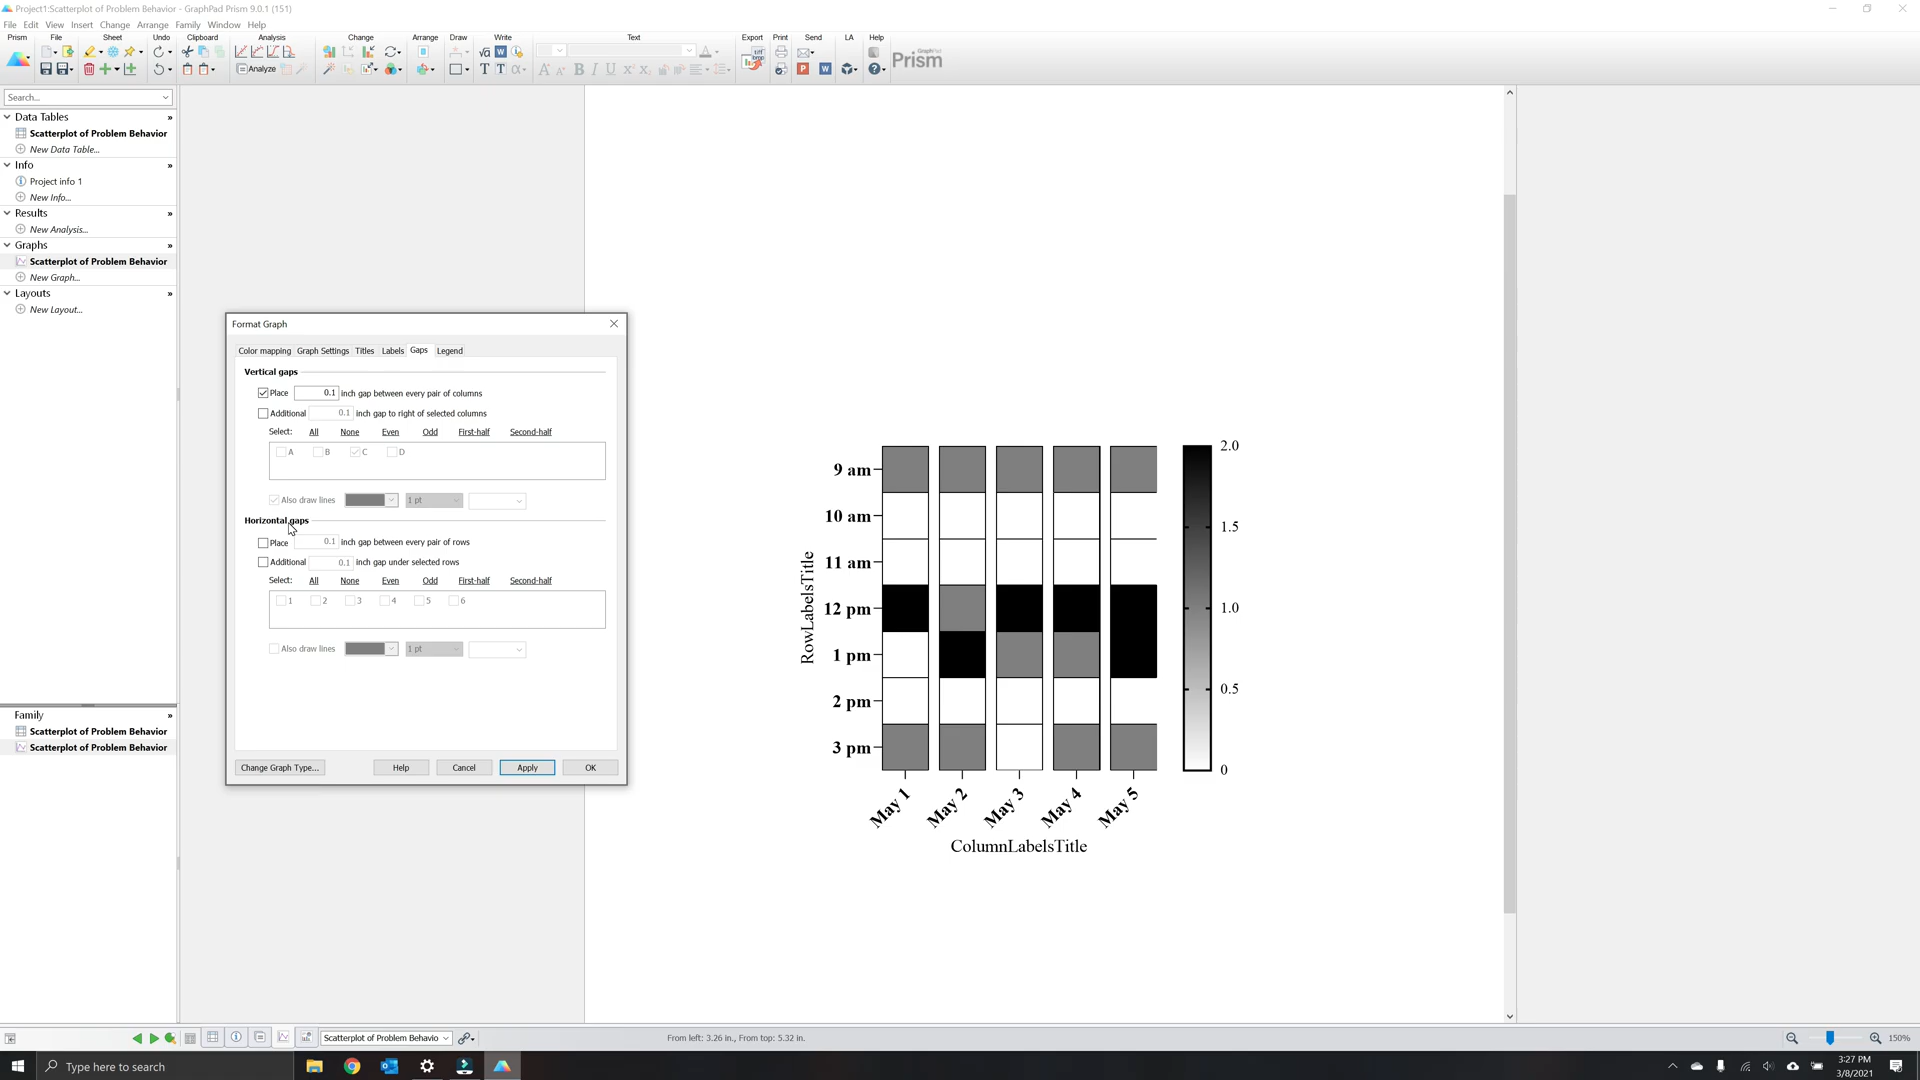 Project1:Scatterplot of Problem Behavior - GraphPad Prism 9.0.1 (151)
File Edit View Insert Change Arrange Family Window Help
Prism File Sheet Undo Clipboard Analysis Change Arrange Draw Write Text Export Print Send LA Help
GraphPad
Prism
Analyze
Search...
Data Tables
Scatterplot of Problem Behavior
New Data Table...
Info
Project info 1
New Info...
Results
New Analysis...
Graphs
Scatterplot of Problem Behavior
New Graph...
Layouts
New Layout...
Family
Scatterplot of Problem Behavior
Scatterplot of Problem Behavior
Format Graph
Color mapping Graph Settings Titles Labels Gaps Legend
Vertical gaps
Place 0.1 inch gap between every pair of columns
Additional 0.1 inch gap to right of selected columns
Select: All None Even Odd First-half Second-half
A B C D
Also draw lines 1 pt
Horizontal gaps
Place 0.1 inch gap between every pair of rows
Additional 0.1 inch gap under selected rows
Select: All None Even Odd First-half Second-half
1 2 3 4 5 6
Also draw lines 1 pt
Change Graph Type... Help Cancel Apply OK
RowLabelsTitle
9 am
10 am
11 am
12 pm
1 pm
2 pm
3 pm
May 1 May 2 May 3 May 4 May 5
ColumnLabelsTitle
2.0
1.5
1.0
0.5
0
Scatterplot of Problem Behavio
From left: 3.26 in., From top: 5.32 in.
150%
Type here to search
3:27 PM
3/8/2021